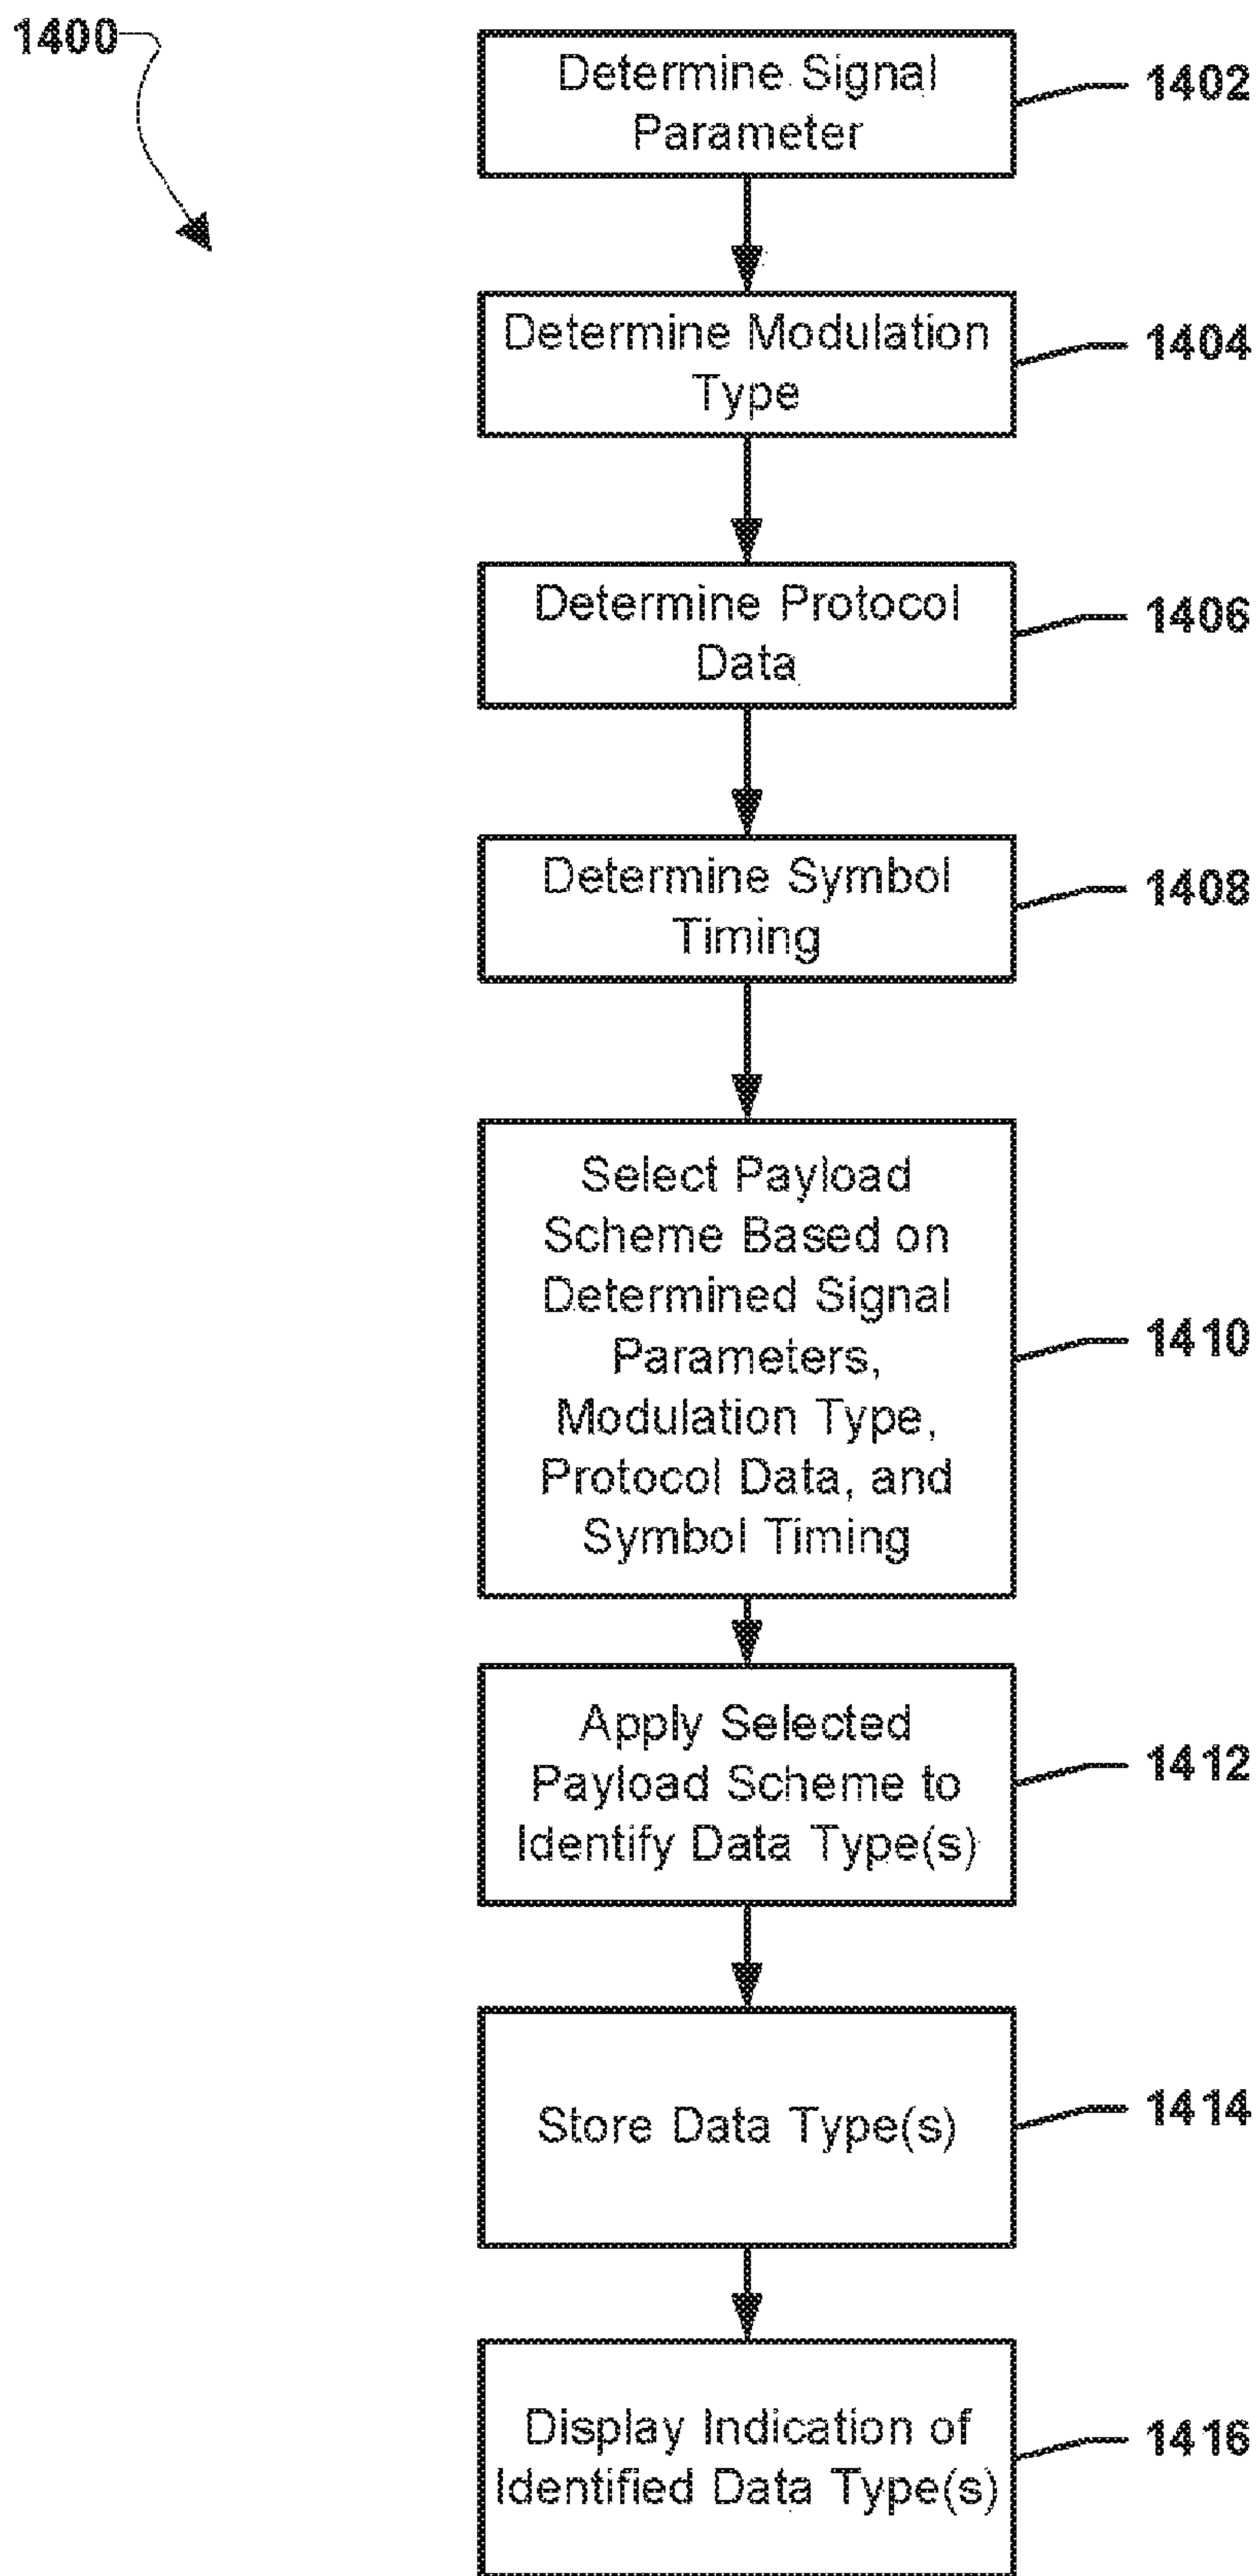 1400
Determine Signal
Parameter
1402
Determine Modulation
Type
1404
Determine Protocol
Data
1406
Determine Symbol
Timing
1408
Select Payload
Scheme Based on
Determined Signal
Parameters,
Modulation Type,
Protocol Data, and
Symbol Timing
1410
Apply Selected
Payload Scheme to
Identify Data Type(s)
1412
Store Data Type(s)
1414
Display Indication of
Identified Data Type(s)
1416